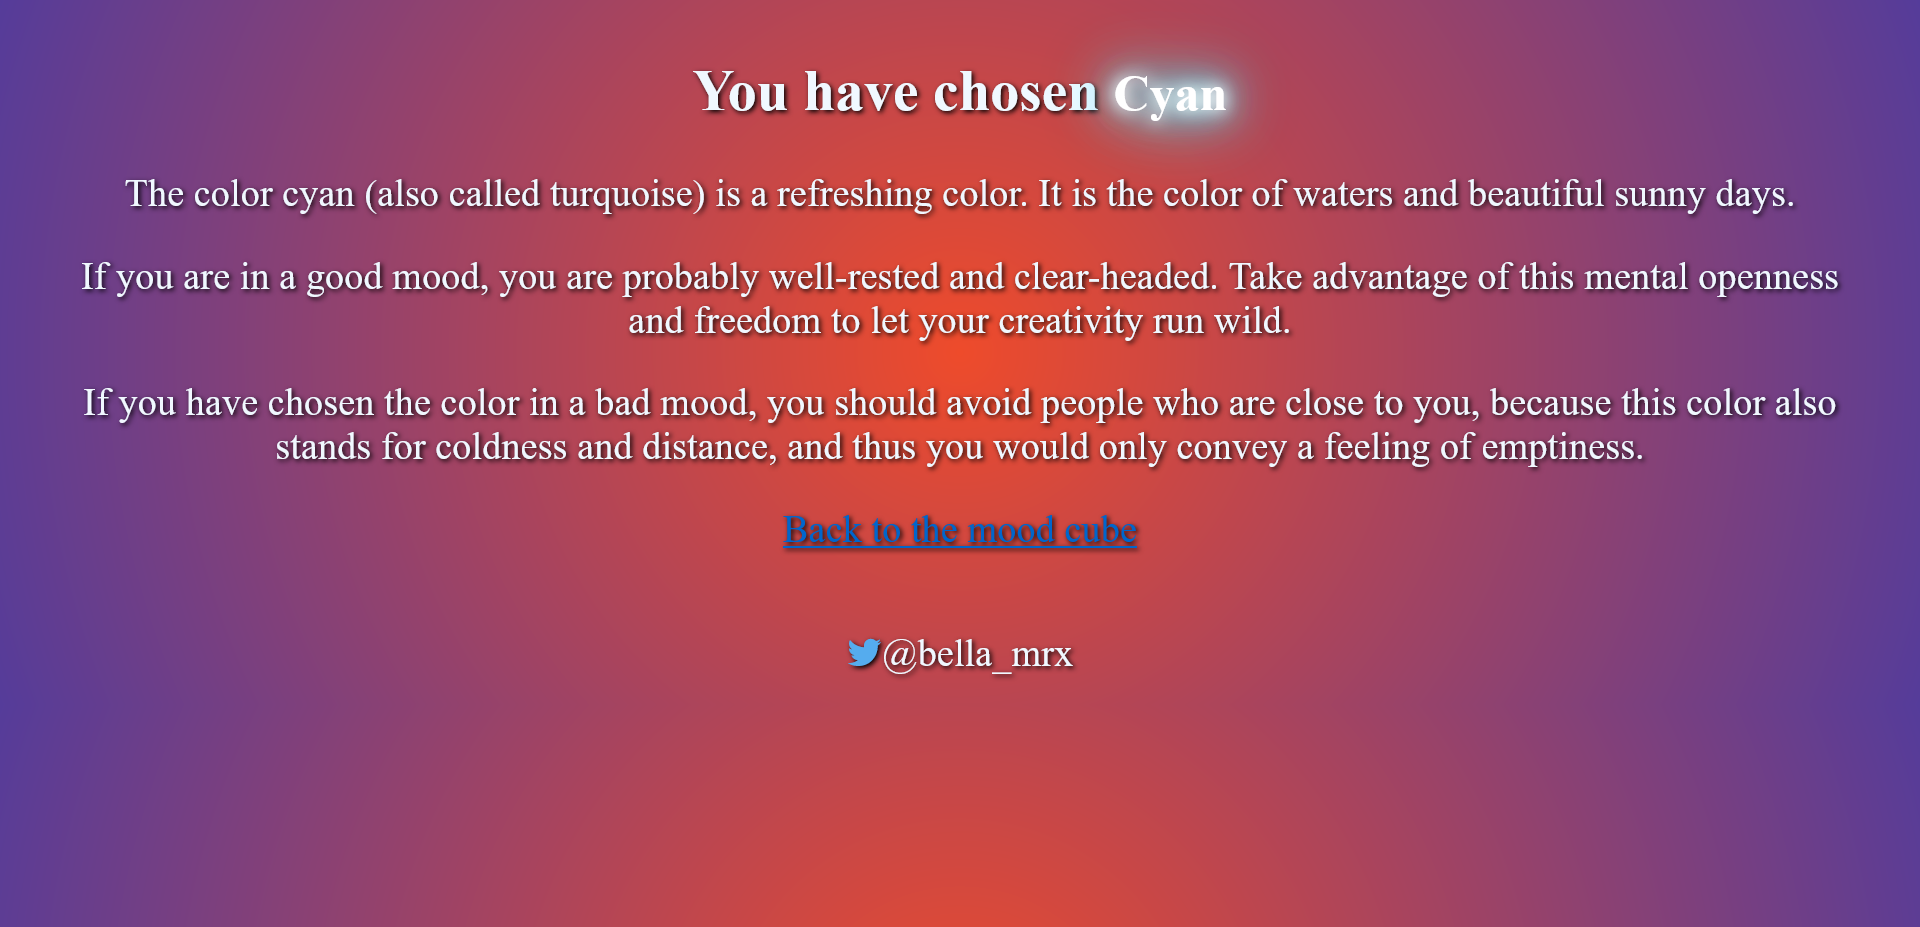 You have chosen Cyan
The color cyan (also called turquoise) is a refreshing color. It is the color of waters and beautiful sunny days.
If you are in a good mood, you are probably well-rested and clear-headed. Take advantage of this mental openness
and freedom to let your creativity run wild.
If you have chosen the color in a bad mood, you should avoid people who are close to you, because this color also
stands for coldness and distance, and thus you would only convey a feeling of emptiness.
Back to the mood cube
@bella_mrx